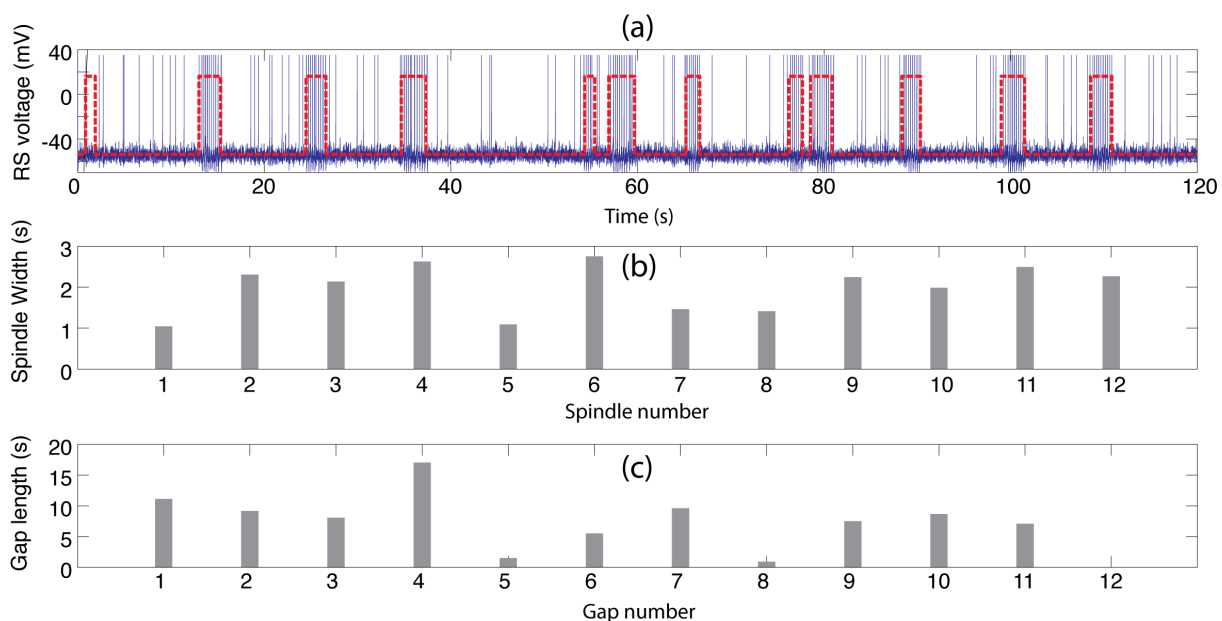 (a)
RS voltage (mV)
40
0
-40
0 20 40 60 80 100 120
Time (s)
(b)
Spindle Width (s)
3
2
1
0
1 2 3 4 5 6 7 8 9 10 11 12
Spindle number
(c)
Gap length (s)
20
15
10
5
0
1 2 3 4 5 6 7 8 9 10 11 12
Gap number